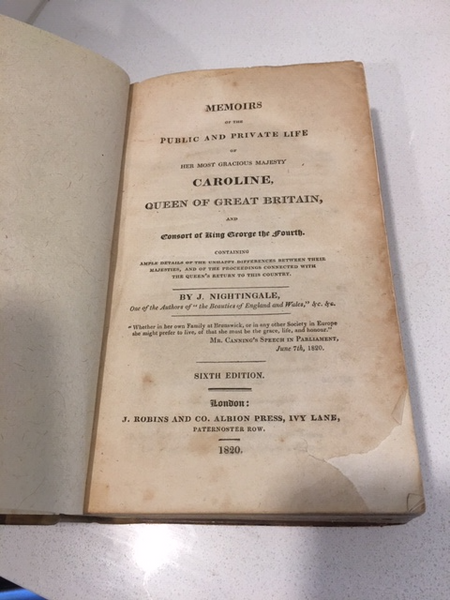 MEMOIRS
OF THE
PUBLIC AND PRIVATE LIFE
OF
HER MOST GRACIOUS MAJESTY
CAROLINE,
QUEEN OF GREAT BRITAIN,
AND
Consort of King George the Fourth.
CONTAINING
AMPLE DETAILS OF THE UNHAPPY DIFFERENCES BETWEEN THEIR
MAJESTIES, AND OF THE PROCEEDINGS CONNECTED WITH
THE QUEEN'S RETURN TO THIS COUNTRY.
BY J. NIGHTINGALE,
One of the Authors of "the Beauties of England and Wales," &c. &c.
"Whether in her own Family at Brunswick, or in any other Society in Europe
she might prefer to live, of that she must be the grace, life, and honour."
MR. CANNING'S SPEECH IN PARLIAMENT,
June 7th, 1820.
SIXTH EDITION.
London:
J. ROBINS AND CO. ALBION PRESS, IVY LANE,
PATERNOSTER ROW.
1820.